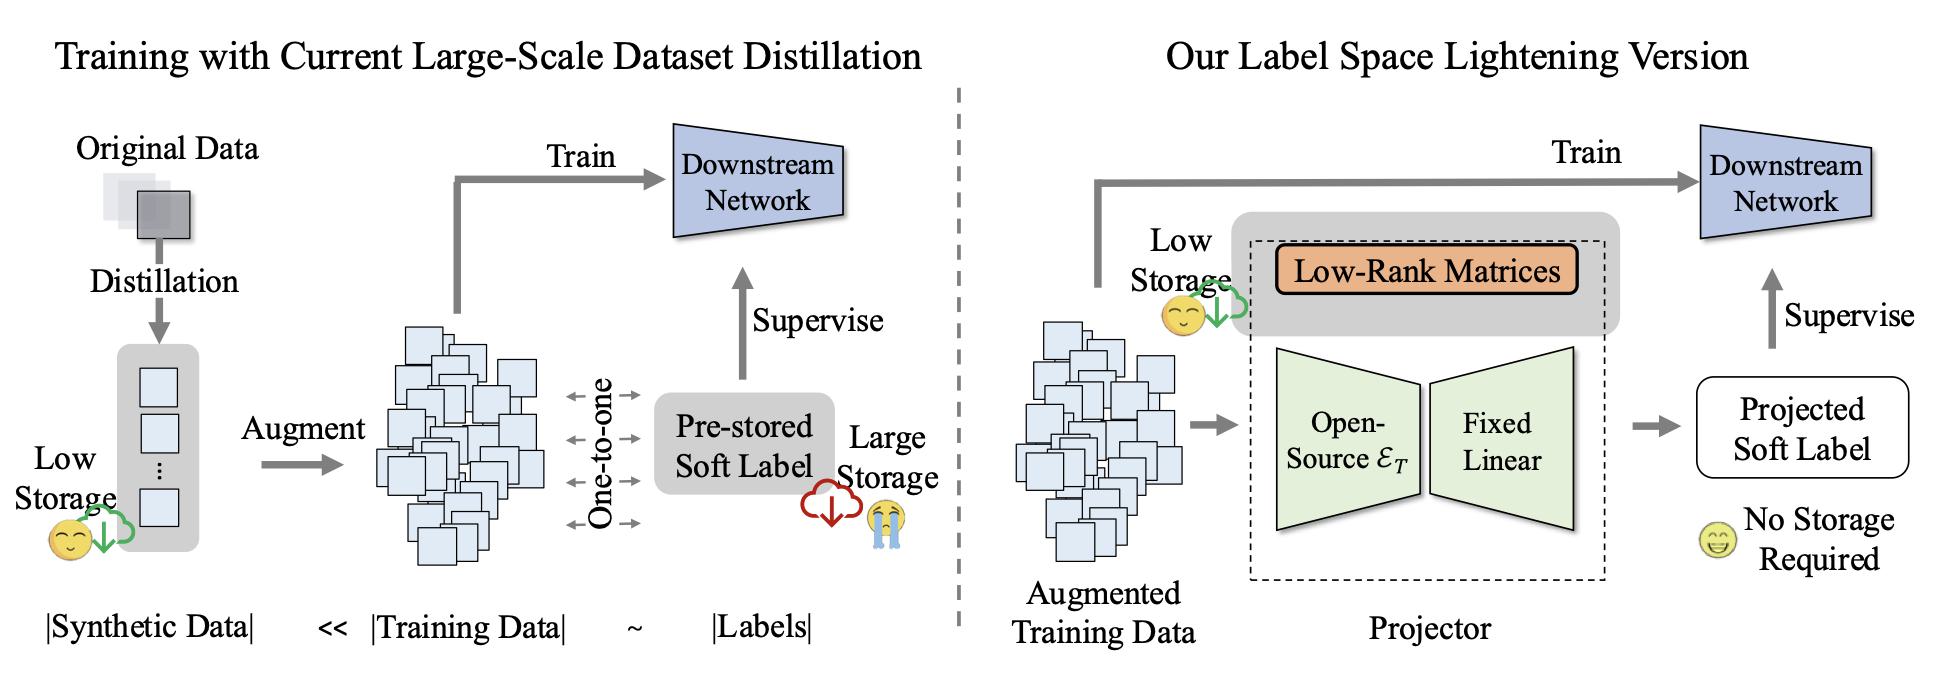 Training with Current Large-Scale Dataset Distillation
Original Data
Distillation
Low
Storage
Augment
Train
Downstream
Network
Supervise
One-to-one
Pre-stored
Soft Label
Large
Storage
|Synthetic Data| << |Training Data| ~ |Labels|
Our Label Space Lightening Version
Train
Downstream
Network
Low
Storage
Low-Rank Matrices
Open-
Source ℰ_T
Fixed
Linear
Supervise
Projected
Soft Label
No Storage
Required
Augmented
Training Data
Projector